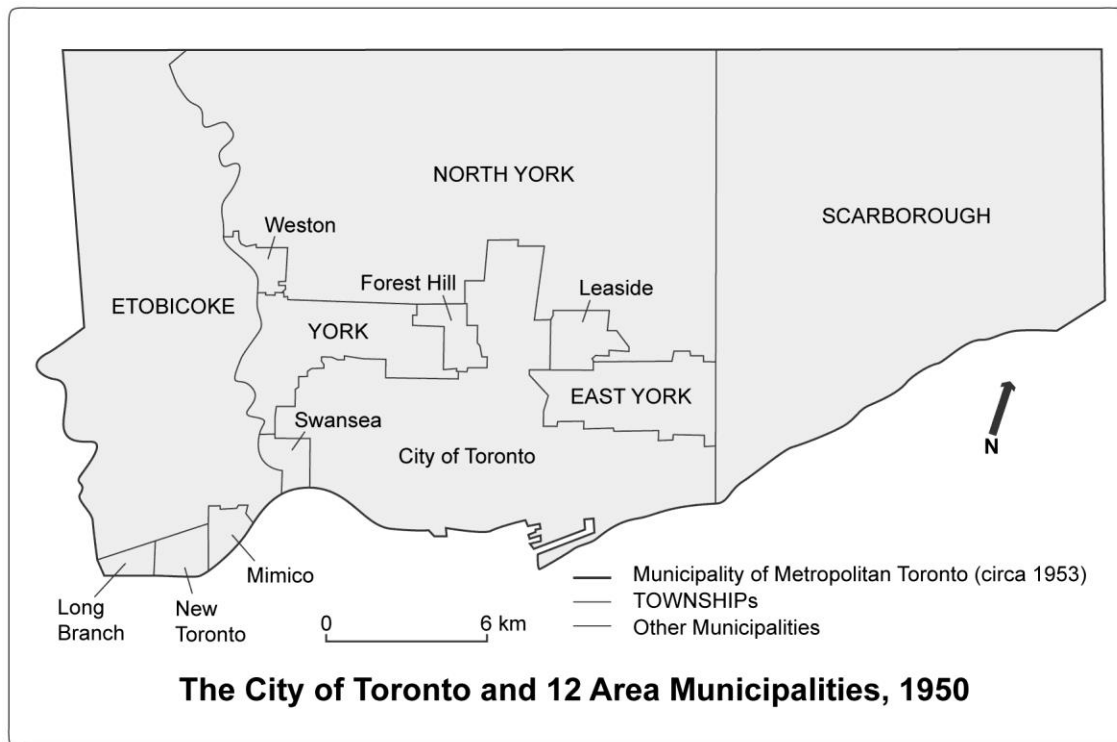 NORTH YORK
SCARBOROUGH
Weston
Forest Hill
Leaside
ETOBICOKE
YORK
EAST YORK
Swansea
City of Toronto
N
Mimico
Long
Branch
New
Toronto
0 6 km
Municipality of Metropolitan Toronto (circa 1953)
TOWNSHIPs
Other Municipalities
The City of Toronto and 12 Area Municipalities, 1950